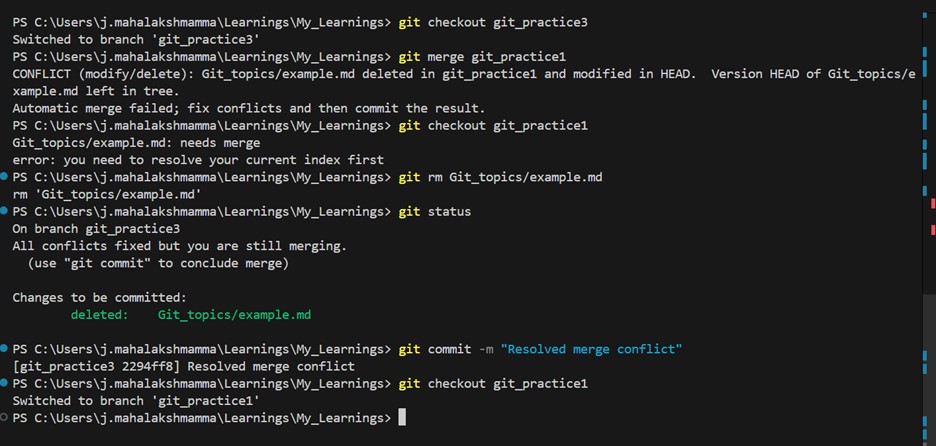 PS C:\Users\j.mahalakshmamma\Learnings\My_Learnings> git checkout git_practice3
Switched to branch 'git_practice3'
PS C:\Users\j.mahalakshmamma\Learnings\My_Learnings> git merge git_practice1
CONFLICT (modify/delete): Git_topics/example.md deleted in git_practice1 and modified in HEAD.  Version HEAD of Git_topics/e
xample.md left in tree.
Automatic merge failed; fix conflicts and then commit the result.
PS C:\Users\j.mahalakshmamma\Learnings\My_Learnings> git checkout git_practice1
Git_topics/example.md: needs merge
error: you need to resolve your current index first
PS C:\Users\j.mahalakshmamma\Learnings\My_Learnings> git rm Git_topics/example.md
rm 'Git_topics/example.md'
PS C:\Users\j.mahalakshmamma\Learnings\My_Learnings> git status
On branch git_practice3
All conflicts fixed but you are still merging.
  (use "git commit" to conclude merge)
Changes to be committed:
        deleted:    Git_topics/example.md
PS C:\Users\j.mahalakshmamma\Learnings\My_Learnings> git commit -m "Resolved merge conflict"
[git_practice3 2294ff8] Resolved merge conflict
PS C:\Users\j.mahalakshmamma\Learnings\My_Learnings> git checkout git_practice1
Switched to branch 'git_practice1'
PS C:\Users\j.mahalakshmamma\Learnings\My_Learnings>